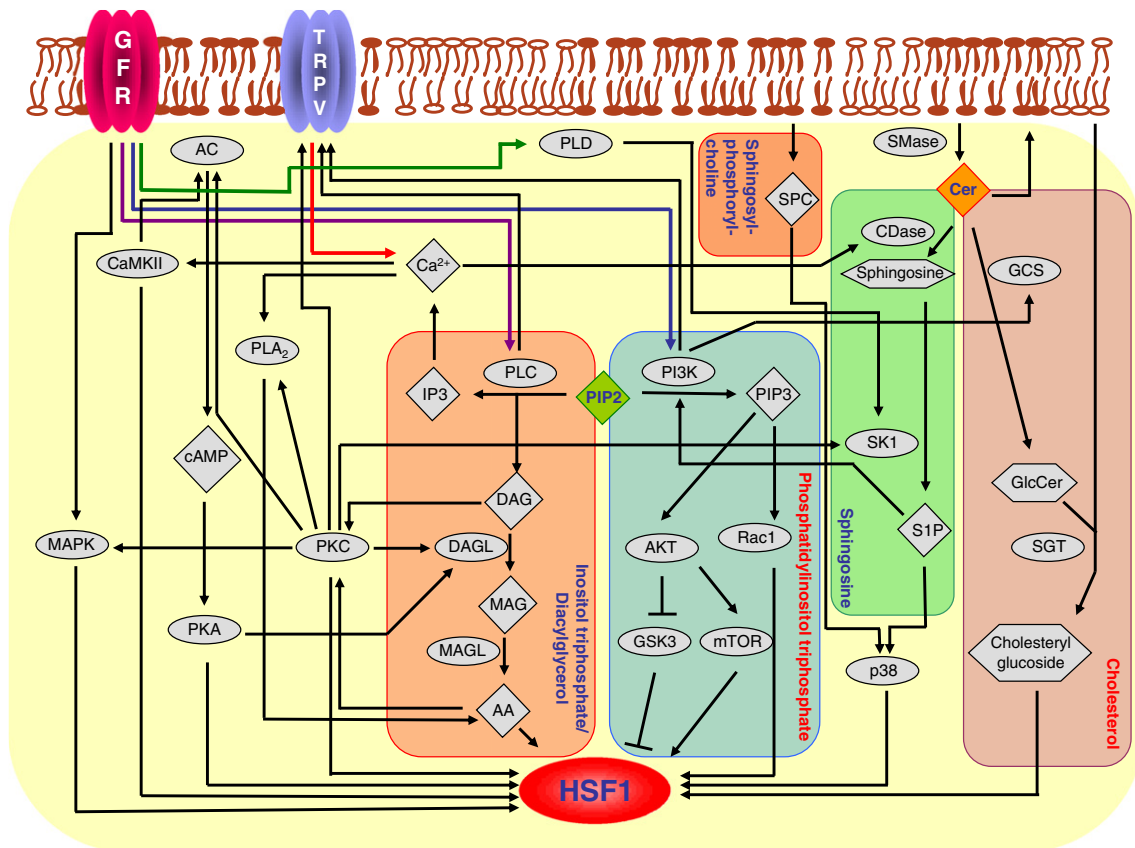 GFR
TRPV
AC
PLD
SMase
Sphingosyl-
phosphoryl-
choline
SPC
Cer
CDase
Sphingosine
GCS
CaMKII
Ca2+
PLA2
IP3
PLC
PIP2
PI3K
PIP3
cAMP
SK1
GlcCer
DAG
S1P
MAPK
PKC
DAGL
AKT
Rac1
SGT
MAG
PKA
MAGL
GSK3
mTOR
p38
Cholesteryl
glucoside
AA
Inositol triphosphate/
Diacylglycerol
Phosphatidylinositol triphosphate
Sphingosine
Cholesterol
HSF1